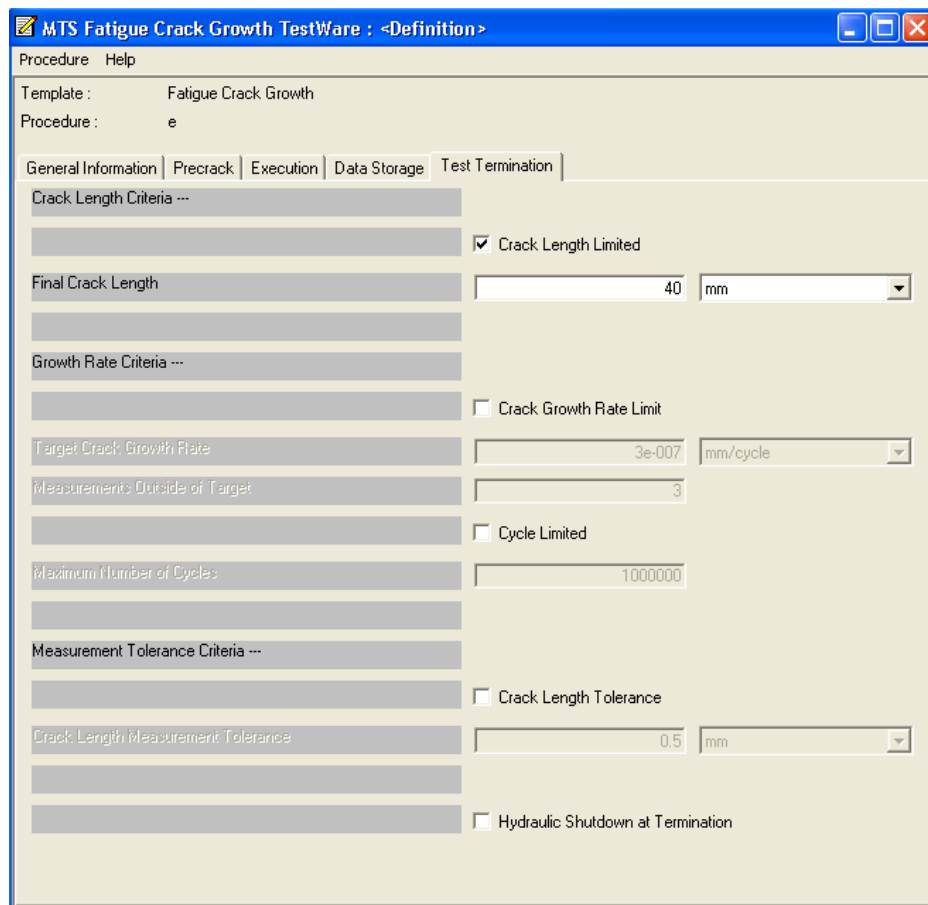 MTS Fatigue Crack Growth TestWare : <Definition>
Procedure Help
Template : Fatigue Crack Growth
Procedure : e
General Information Precrack Execution Data Storage Test Termination
Crack Length Criteria ---
Crack Length Limited
Final Crack Length 40 mm
Growth Rate Criteria ---
Crack Growth Rate Limit
Target Crack Growth Rate 3e-007 mm/cycle
Measurements Outside of Target 3
Cycle Limited
Maximum Number of Cycles 1000000
Measurement Tolerance Criteria ---
Crack Length Tolerance
Crack Length Measurement Tolerance 0.5 mm
Hydraulic Shutdown at Termination